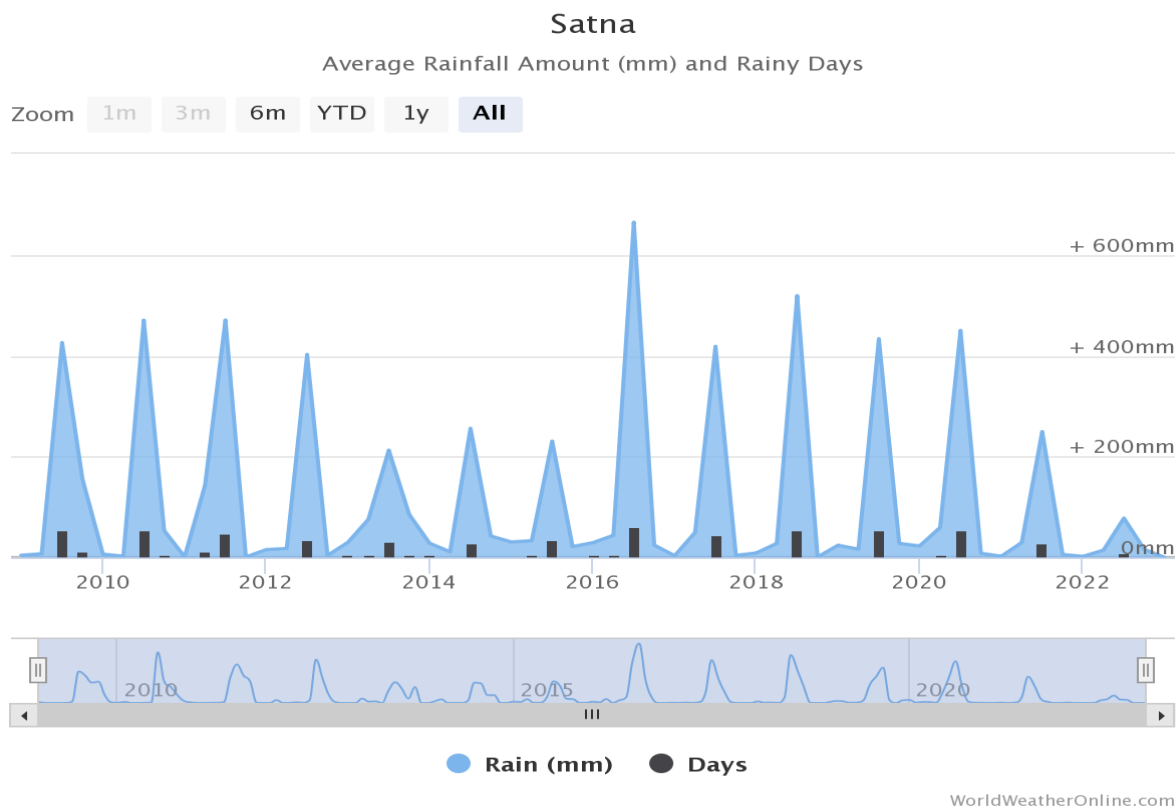 Satna
Average Rainfall Amount (mm) and Rainy Days
Zoom 1m 3m 6m YTD 1y All
+ 600mm
+ 400mm
+ 200mm
0mm
2010 2012 2014 2016 2018 2020 2022
2010 2015 2020
Rain (mm) Days
WorldWeatherOnline.com